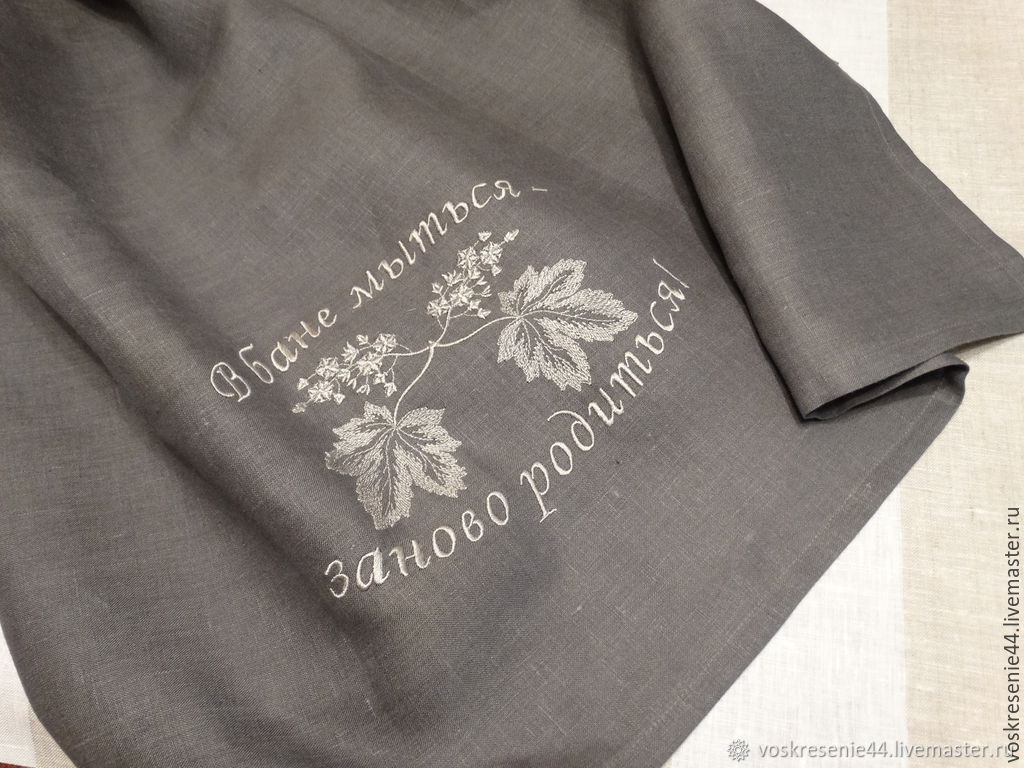 В бане мыться -
заново родиться!
voskresenie44.livemaster.ru
voskresenie44.livemaster.ru